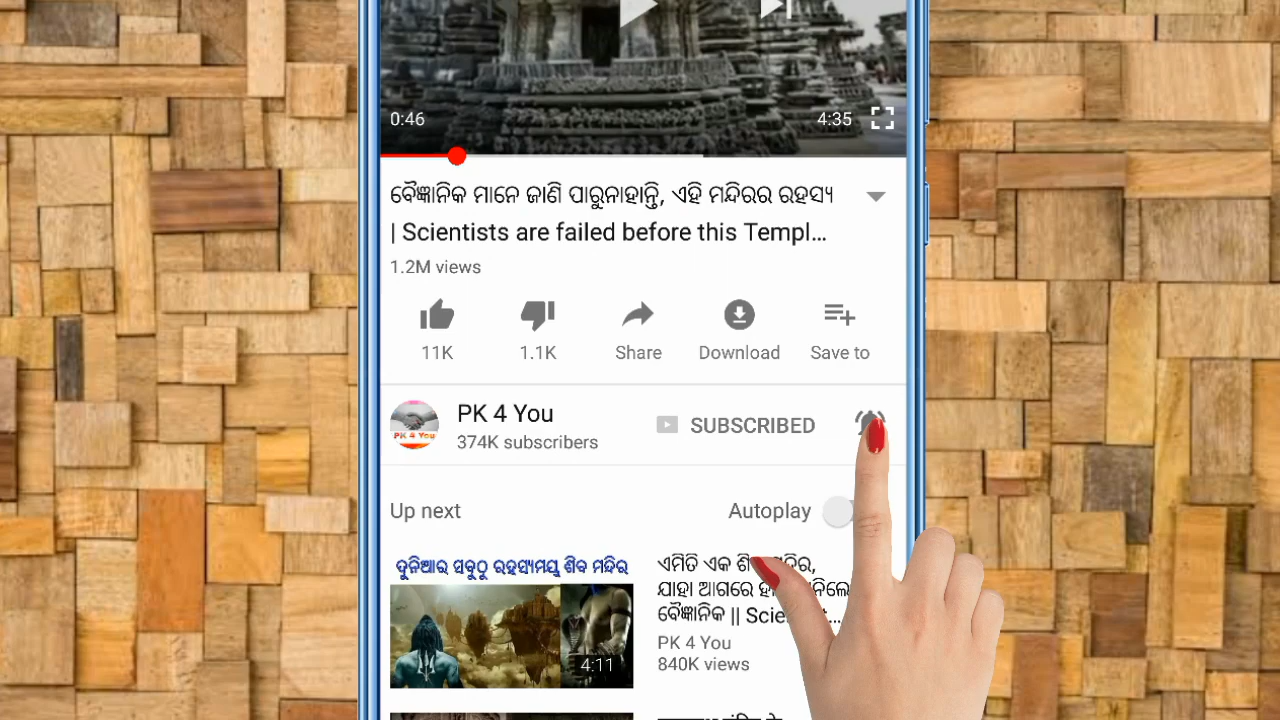 0:46
4:35
ବୈଜ୍ଞାନିକ ମାନେ ଜାଣି ପାରୁନାହାନ୍ତି, ଏହି ମନ୍ଦିରର ରହସ୍ୟ
| Scientists are failed before this Templ...
1.2M views
11K
1.1K
Share
Download
Save to
PK 4 You
PK 4 You
374K subscribers
SUBSCRIBED
Up next
Autoplay
ଦୁନିଆର ସବୁଠୁ ରହସ୍ୟମୟ ଶିବ ମନ୍ଦିର
4:11
ଏମିତି ଏକ
ଯାହା ଆଗରେ
ବୈଜ୍ଞାନିକ ||
PK 4 You
840K views